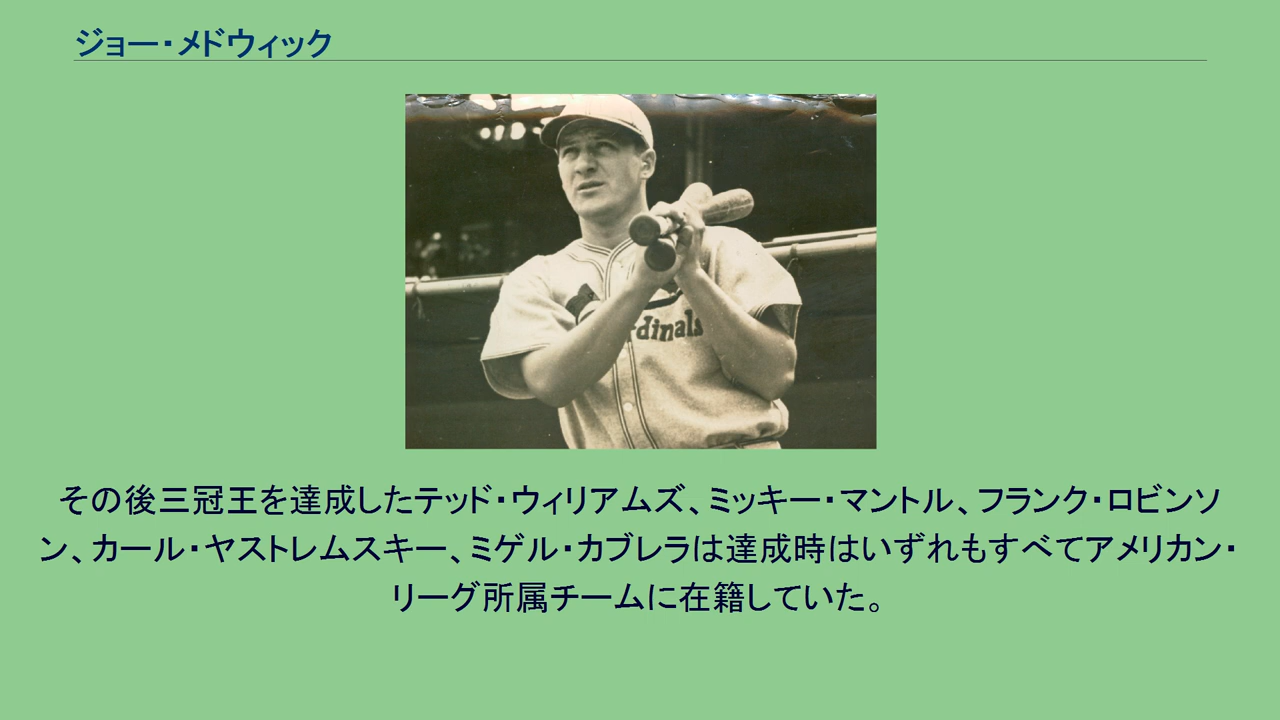 ジョー・メドウィック
dinals
その後三冠王を達成したテッド・ウィリアムズ、ミッキー・マントル、フランク・ロビンソ
ン、カール・ヤストレムスキー、ミゲル・カブレラは達成時はいずれもすべてアメリカン・
リーグ所属チームに在籍していた。